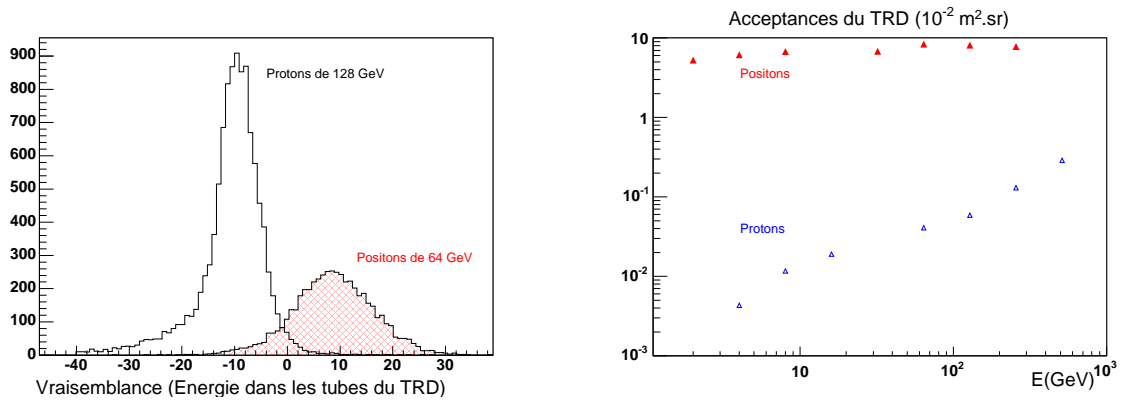 900
800
700
600
500
400
300
200
100
0
-40 -30 -20 -10 0 10 20 30
Protons de 128 GeV
Positons de 64 GeV
Vraisemblance (Energie dans les tubes du TRD)
Acceptances du TRD (10⁻² m².sr)
10
1
10⁻¹
10⁻²
10⁻³
Positons
Protons
10 10² 10³
E(GeV)